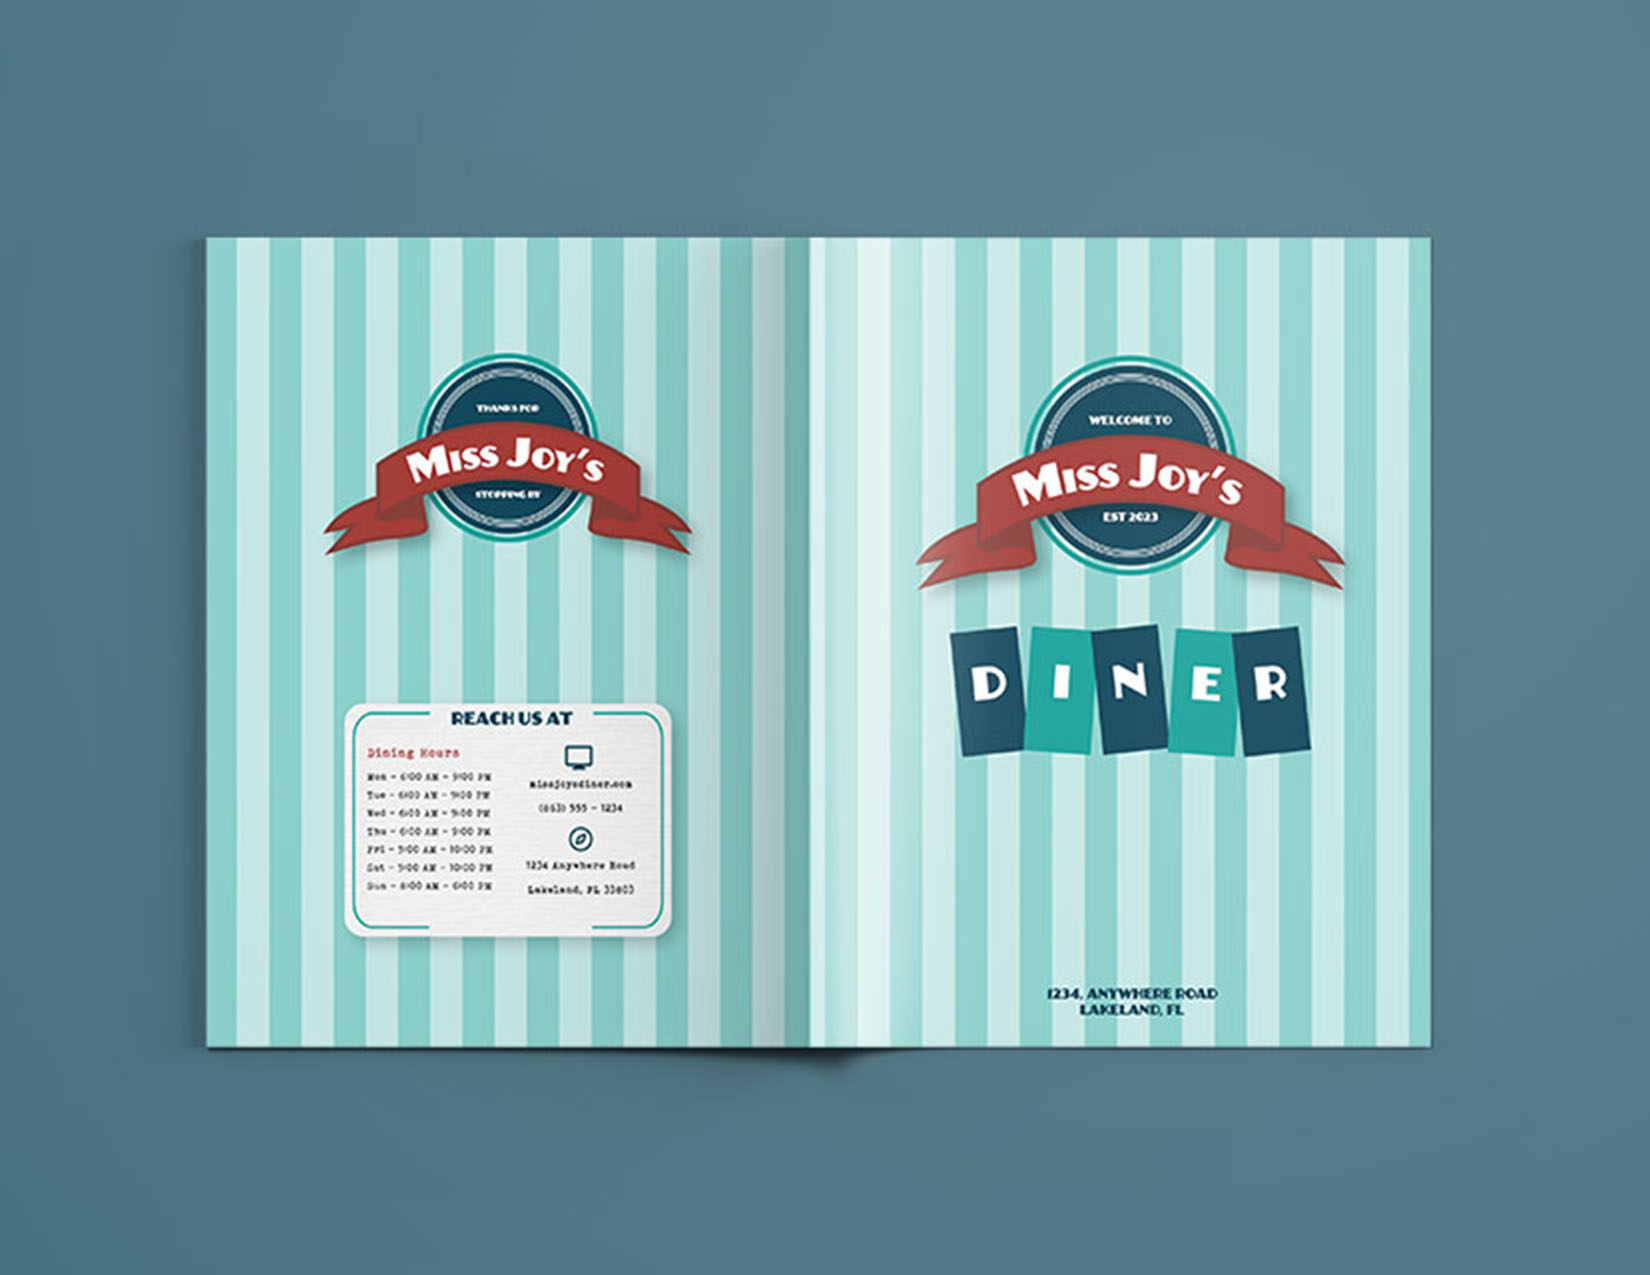 THANKS FOR
MISS JOY'S
STOPPING BY
REACH US AT
Dining Hours
Mon - 6:00 AM - 9:00 PM
Tue - 6:00 AM - 9:00 PM
Wed - 6:00 AM - 9:00 PM
Thu - 6:00 AM - 9:00 PM
Fri - 5:00 AM - 10:00 PM
Sat - 5:00 AM - 10:00 PM
Sun - 8:00 AM - 6:00 PM
missjoysdiner.com
(863) 555 - 1234
1234 Anywhere Road
Lakeland, FL 33803
WELCOME TO
MISS JOY'S
EST 2023
DINER
1234, ANYWHERE ROAD
LAKELAND, FL